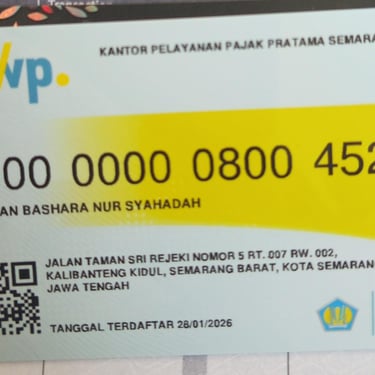 wp.
KANTOR PELAYANAN PAJAK PRATAMA SEMARA
00 0000 0800 452
AN BASHARA NUR SYAHADAH
JALAN TAMAN SRI REJEKI NOMOR 5 RT. 007 RW. 002,
KALIBANTENG KIDUL, SEMARANG BARAT, KOTA SEMARAN
JAWA TENGAH
TANGGAL TERDAFTAR 28/01/2026